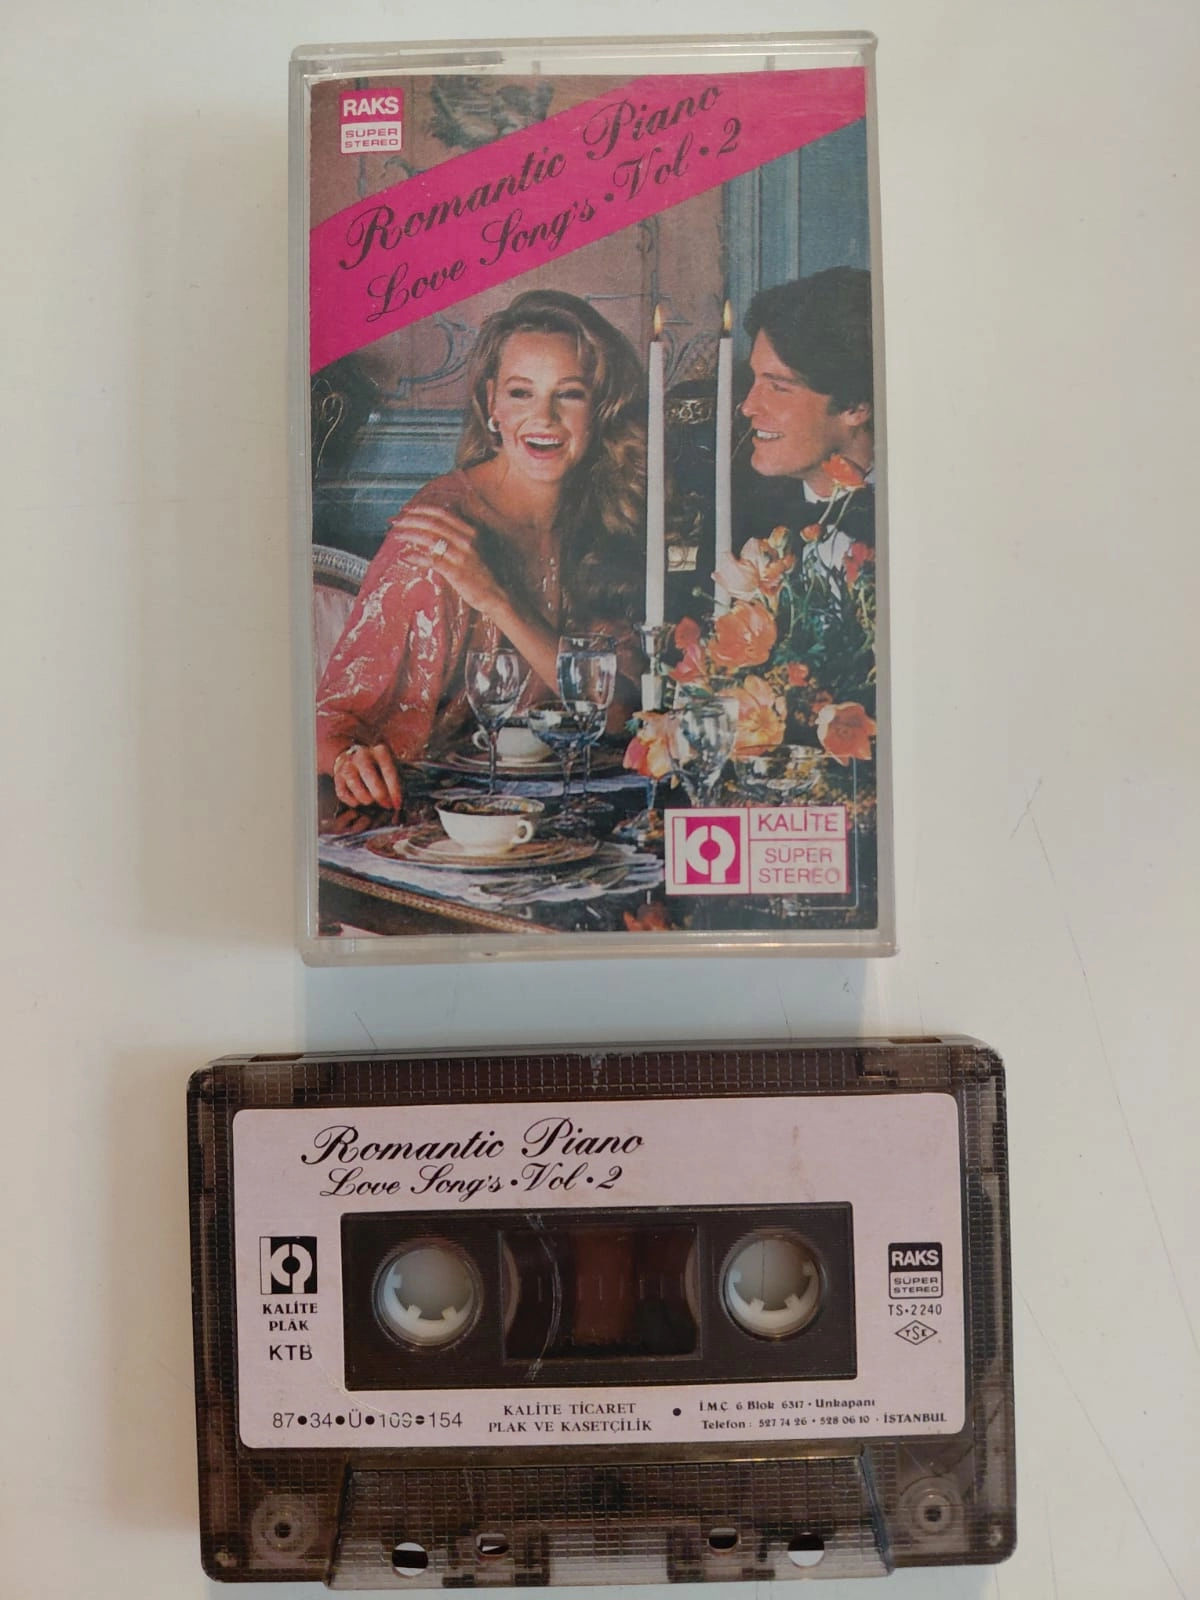 RAKS
SÜPER
STEREO
Romantic Piano
Love Song's • Vol • 2
KALİTE
SÜPER
STEREO
Romantic Piano
Love Song's • Vol • 2
KALİTE
PLÂK
KTB
RAKS
SÜPER
STEREO
TS•2240
TSE
87•34•Ü•109•154
KALİTE TİCARET
PLAK VE KASETÇİLİK
•
İ.M.Ç. 6 Blok 6317 • Unkapanı
Telefon : 527 74 26 • 528 06 10 · İSTANBUL